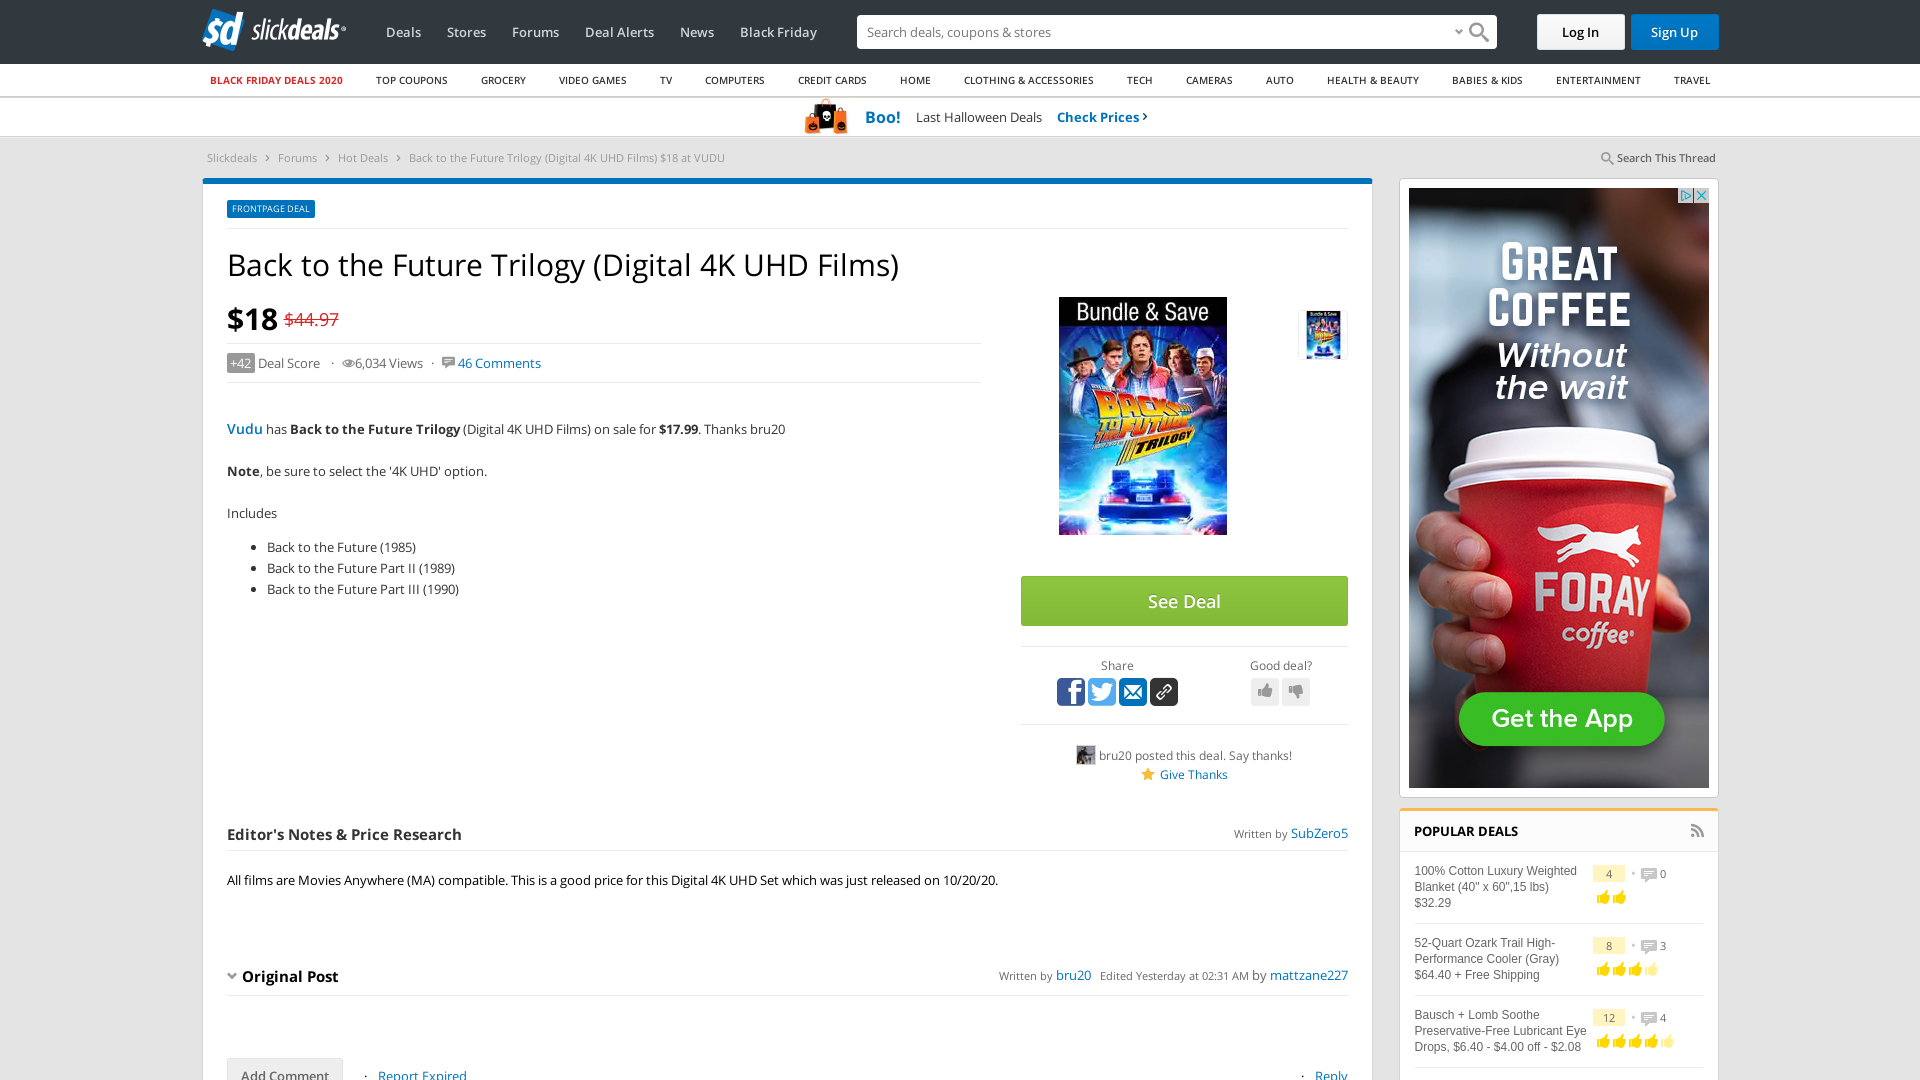 slickdeals
Deals
Stores
Forums
Deal Alerts
News
Black Friday
Search deals, coupons & stores
Log In
Sign Up
BLACK FRIDAY DEALS 2020
TOP COUPONS
GROCERY
VIDEO GAMES
TV
COMPUTERS
CREDIT CARDS
HOME
CLOTHING & ACCESSORIES
TECH
CAMERAS
AUTO
HEALTH & BEAUTY
BABIES & KIDS
ENTERTAINMENT
TRAVEL
Boo! Last Halloween Deals Check Prices ›
Slickdeals › Forums › Hot Deals › Back to the Future Trilogy (Digital 4K UHD Films) $18 at VUDU
Search This Thread
FRONTPAGE DEAL
Back to the Future Trilogy (Digital 4K UHD Films)
$18 $44.97
+42 Deal Score · 6,034 Views · 46 Comments
Vudu has Back to the Future Trilogy (Digital 4K UHD Films) on sale for $17.99. Thanks bru20
Note, be sure to select the '4K UHD' option.
Includes
• Back to the Future (1985)
• Back to the Future Part II (1989)
• Back to the Future Part III (1990)
Bundle & Save
BACK
TO THE FUTURE
TRILOGY
See Deal
Share
Good deal?
bru20 posted this deal. Say thanks!
Give Thanks
Editor's Notes & Price Research
Written by SubZero5
All films are Movies Anywhere (MA) compatible. This is a good price for this Digital 4K UHD Set which was just released on 10/20/20.
Original Post
Written by bru20 Edited Yesterday at 02:31 AM by mattzane227
Add Comment
· Report Expired
· Reply
GREAT
COFFEE
Without
the wait
FORAY
coffee®
Get the App
POPULAR DEALS
100% Cotton Luxury Weighted
Blanket (40" x 60",15 lbs)
$32.29
4 • 0
52-Quart Ozark Trail High-
Performance Cooler (Gray)
$64.40 + Free Shipping
8 • 3
Bausch + Lomb Soothe
Preservative-Free Lubricant Eye
Drops, $6.40 - $4.00 off - $2.08
12 • 4